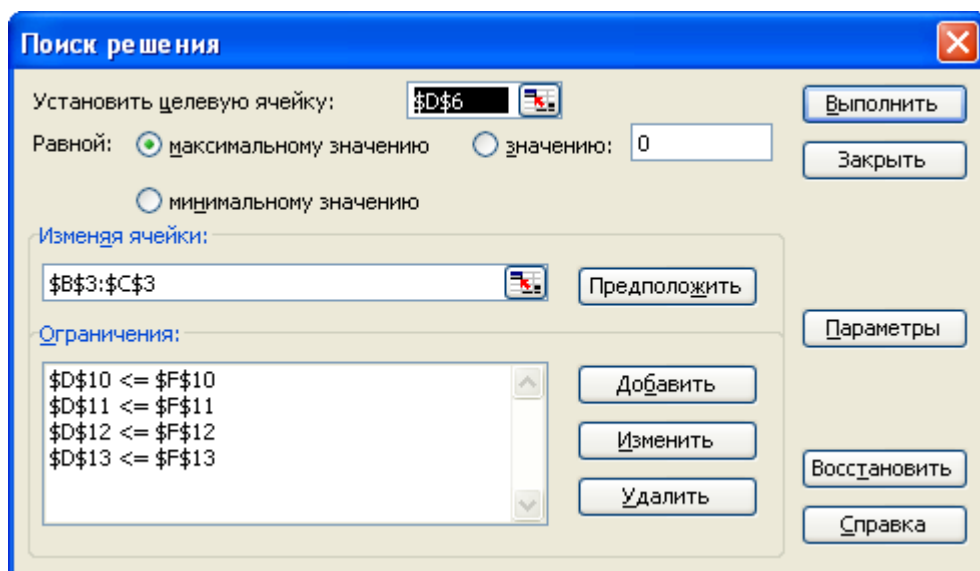 Поиск решения
Установить целевую ячейку: $D$6 Выполнить
Равной: максимальному значению значению: 0
Закрыть
минимальному значению
Изменяя ячейки:
$B$3:$C$3 Предположить
Ограничения: Параметры
$D$10 <= $F$10 Добавить
$D$11 <= $F$11
$D$12 <= $F$12 Изменить
$D$13 <= $F$13 Восстановить
Удалить
Справка